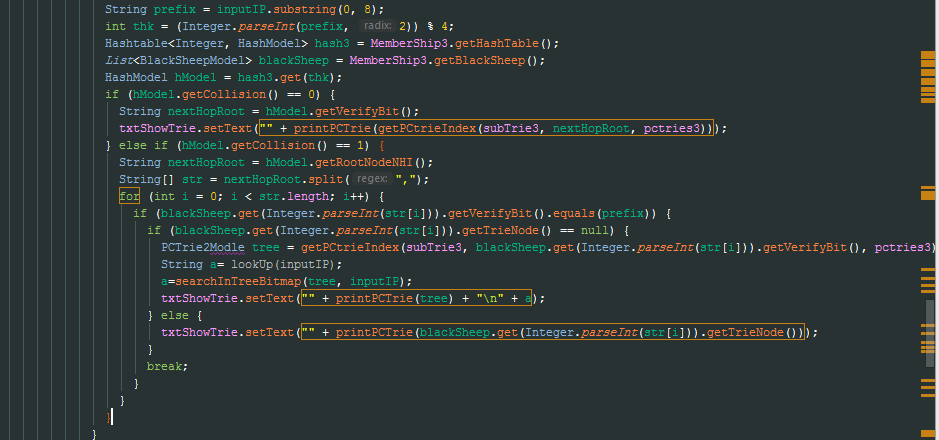 String prefix = inputIP.substring(0, 8);
int thk = (Integer.parseInt(prefix, radix: 2)) % 4;
Hashtable<Integer, HashModel> hash3 = MemberShip3.getHashTable();
List<BlackSheepModel> blackSheep = MemberShip3.getBlackSheep();
HashModel hModel = hash3.get(thk);
if (hModel.getCollision() == 0) {
String nextHopRoot = hModel.getVerifyBit();
txtShowTrie.setText("" + printPCTrie(getPCtrieIndex(subTrie3, nextHopRoot, pctries3)));
} else if (hModel.getCollision() == 1) {
String nextHopRoot = hModel.getRootNodeNHI();
String[] str = nextHopRoot.split( regex: ",");
for (int i = 0; i < str.length; i++) {
if (blackSheep.get(Integer.parseInt(str[i])).getVerifyBit().equals(prefix)) {
if (blackSheep.get(Integer.parseInt(str[i])).getTrieNode() == null) {
PCTrie2Modle tree = getPCtrieIndex(subTrie3, blackSheep.get(Integer.parseInt(str[i])).getVerifyBit(), pctries3)
String a= lookUp(inputIP);
a=searchInTreeBitmap(tree, inputIP);
txtShowTrie.setText("" + printPCTrie(tree) + "\n" + a);
} else {
txtShowTrie.setText("" + printPCTrie(blackSheep.get(Integer.parseInt(str[i])).getTrieNode()));
}
break;
}
}
}
}